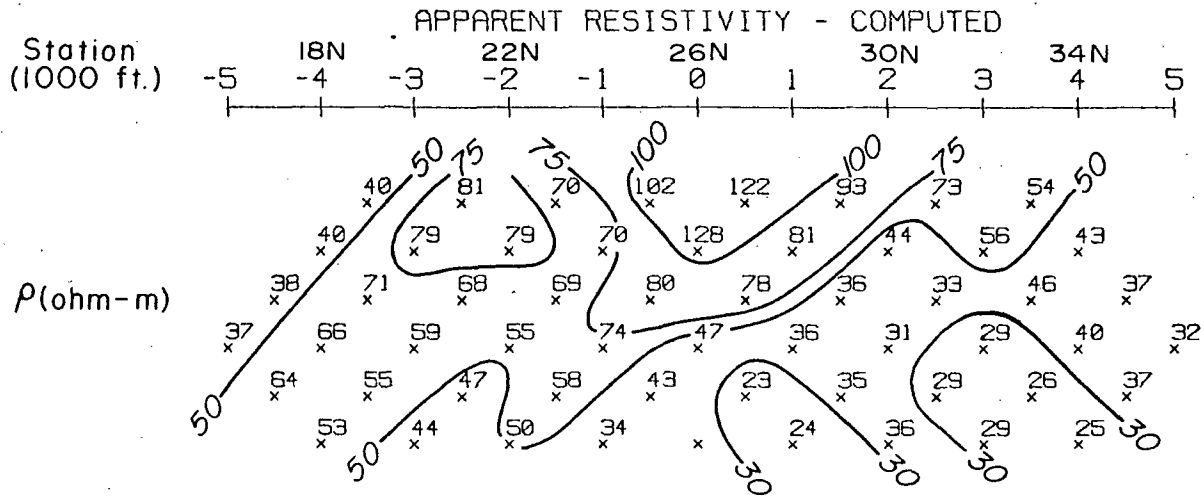 APPARENT RESISTIVITY - COMPUTED
Station 18N 22N 26N 30N 34N
(1000 ft.) -5 -4 -3 -2 -1 0 1 2 3 4 5
50 75 75 100 100 75 50
40 81 70 102 122 93 73 54
40 79 79 70 128 81 44 56 43
ρ(ohm-m) 38 71 68 69 80 78 36 33 46 37
37 66 59 55 74 47 36 31 29 40 32
64 55 47 58 43 23 35 29 26 37
50 30
53 44 50 34 24 36 29 25
50 30 30 30